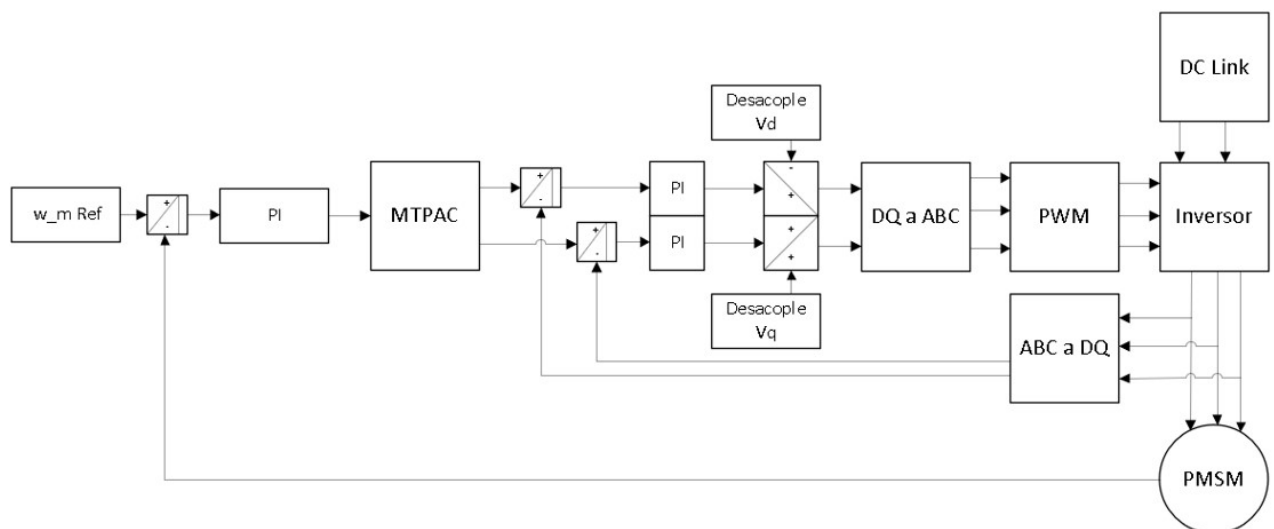 DC Link
Desacople
Vd
w_m Ref
+
-
PI
MTPAC
+
-
+
-
PI
PI
-
+
+
+
DQ a ABC
PWM
Inversor
Desacople
Vq
ABC a DQ
PMSM